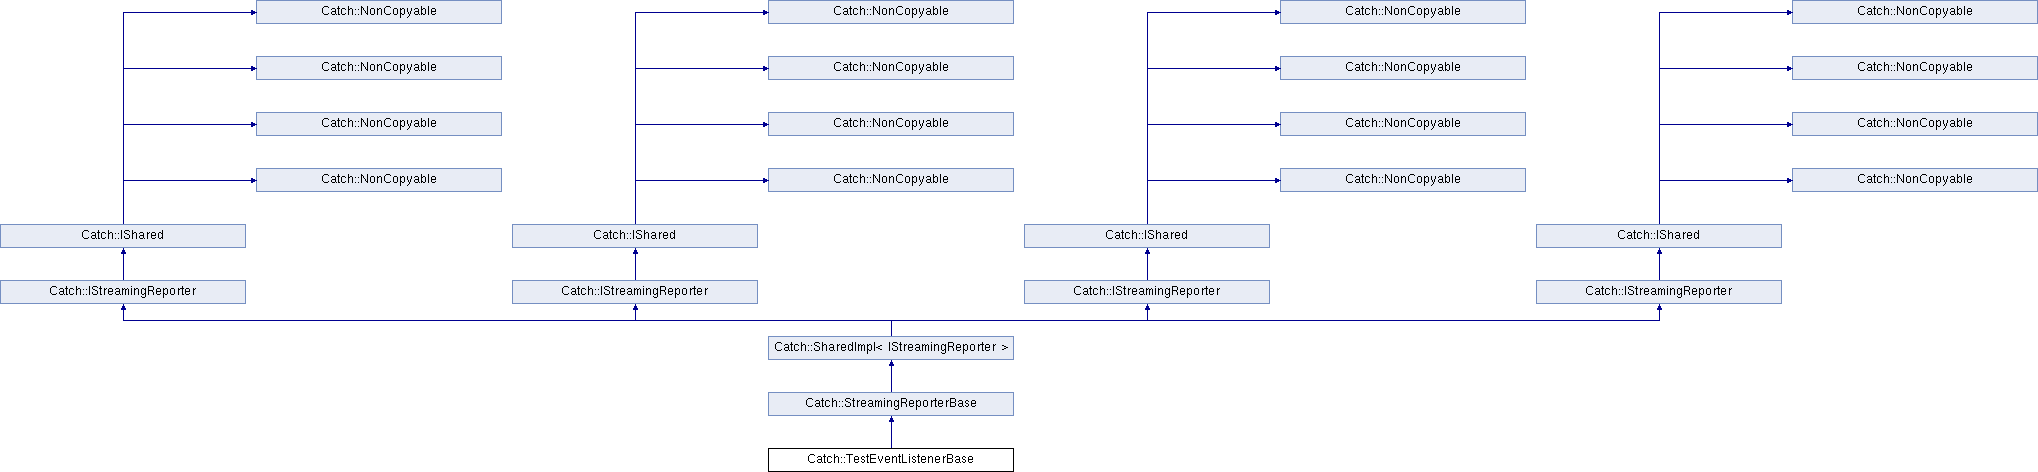 Catch::NonCopyable Catch::NonCopyable Catch::NonCopyable Catch::NonCopyable
Catch::NonCopyable Catch::NonCopyable Catch::NonCopyable Catch::NonCopyable
Catch::NonCopyable Catch::NonCopyable Catch::NonCopyable Catch::NonCopyable
Catch::NonCopyable Catch::NonCopyable Catch::NonCopyable Catch::NonCopyable
Catch::IShared Catch::IShared Catch::IShared Catch::IShared
Catch::IStreamingReporter Catch::IStreamingReporter Catch::IStreamingReporter Catch::IStreamingReporter
Catch::SharedImpl< IStreamingReporter >
Catch::StreamingReporterBase
Catch::TestEventListenerBase